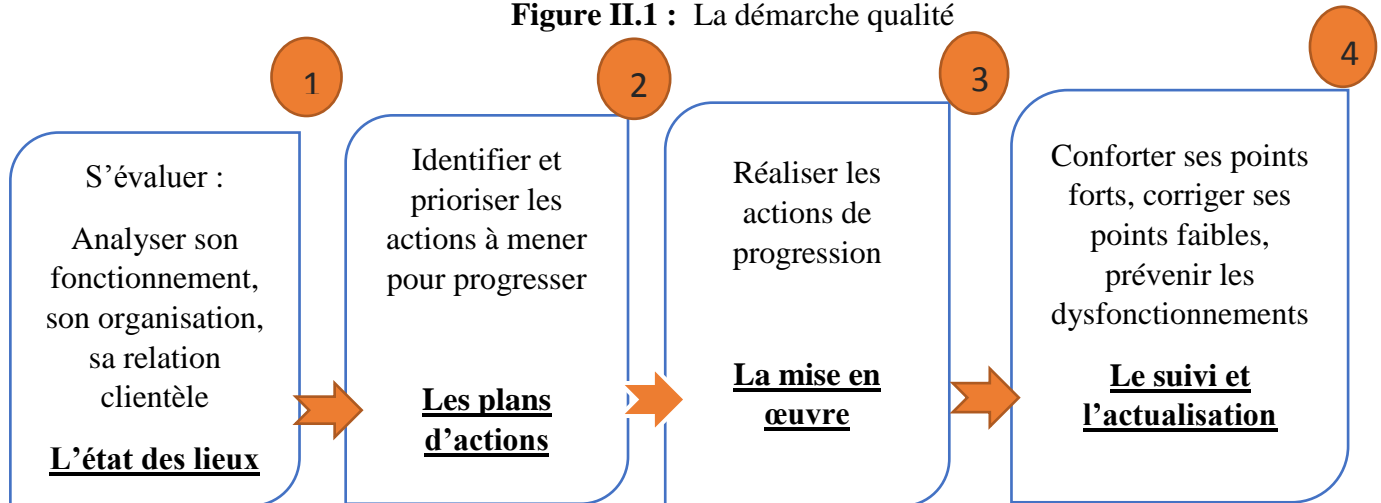 Figure II.1 : La démarche qualité
1
S’évaluer :
Analyser son
fonctionnement,
son organisation,
sa relation
clientèle
L’état des lieux
2
Identifier et
prioriser les
actions à mener
pour progresser
Les plans
d’actions
3
Réaliser les
actions de
progression
La mise en
œuvre
4
Conforter ses points
forts, corriger ses
points faibles,
prévenir les
dysfonctionnements
Le suivi et
l’actualisation